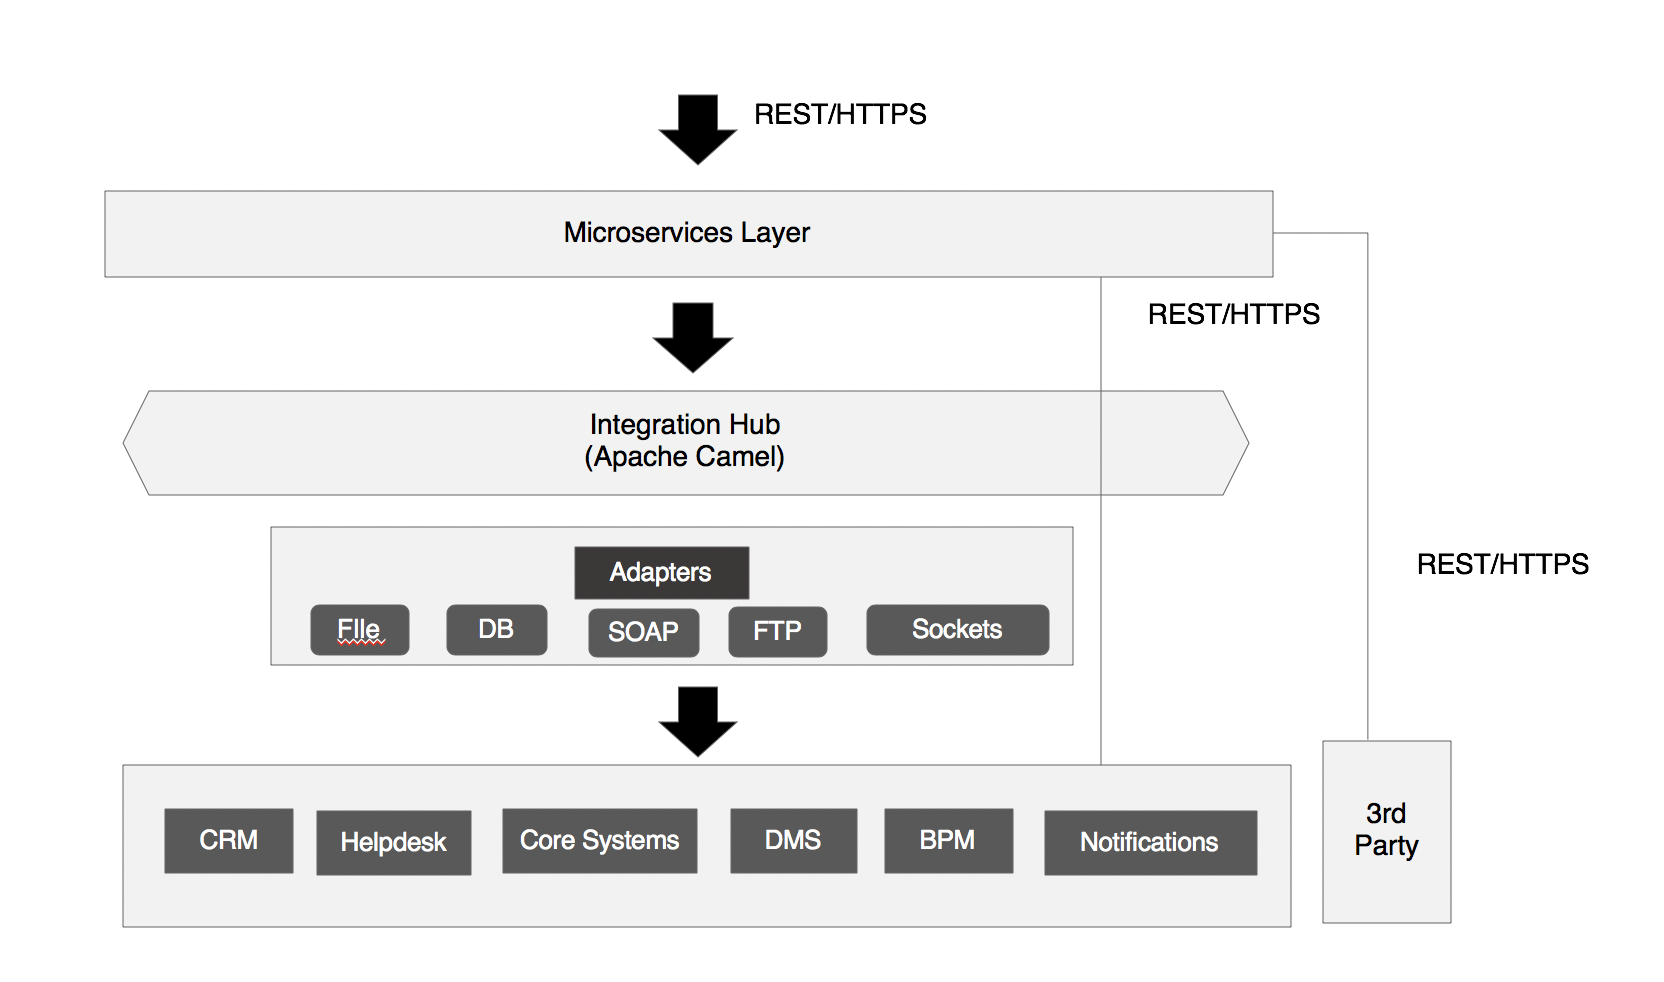 REST/HTTPS
Microservices Layer
REST/HTTPS
Integration Hub
(Apache Camel)
REST/HTTPS
Adapters
FIle
DB
SOAP
FTP
Sockets
CRM
Helpdesk
Core Systems
DMS
BPM
Notifications
3rd
Party